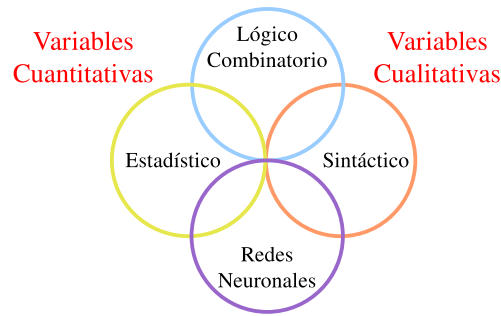 Variables
Cuantitativas
Lógico
Combinatorio
Variables
Cualitativas
Estadístico
Sintáctico
Redes
Neuronales